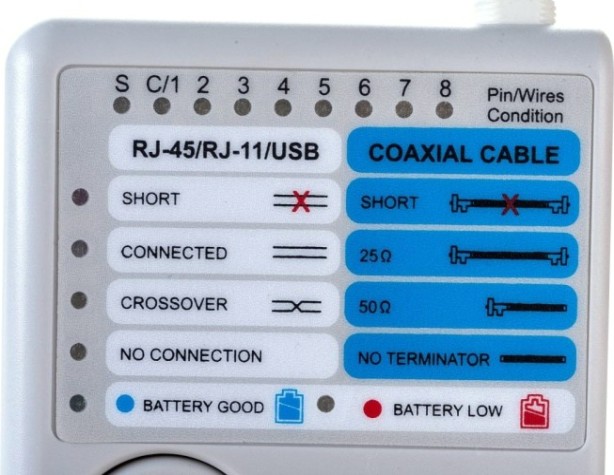 S C/1 2 3 4 5 6 7 8 Pin/Wires
Condition
RJ-45/RJ-11/USB COAXIAL CABLE
SHORT SHORT
CONNECTED 25Ω
CROSSOVER 50Ω
NO CONNECTION NO TERMINATOR
BATTERY GOOD BATTERY LOW